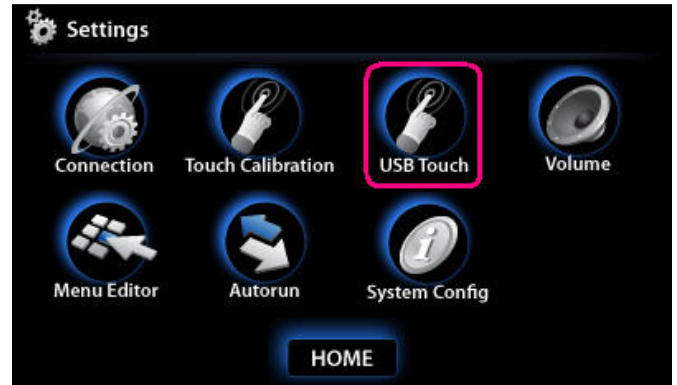 Settings
Connection
Touch Calibration
USB Touch
Volume
Menu Editor
Autorun
System Config
HOME